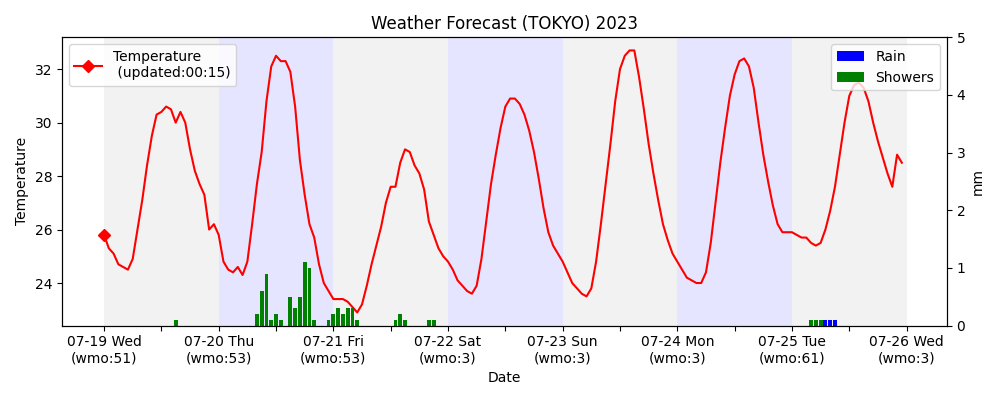 Weather Forecast (TOKYO) 2023
Temperature
(updated:00:15)
Rain
Showers
Temperature
32
30
28
26
24
5
4
3
2
1
0
mm
07-19 Wed
(wmo:51)
07-20 Thu
(wmo:53)
07-21 Fri
(wmo:53)
07-22 Sat
(wmo:3)
07-23 Sun
(wmo:3)
07-24 Mon
(wmo:3)
07-25 Tue
(wmo:61)
07-26 Wed
(wmo:3)
Date